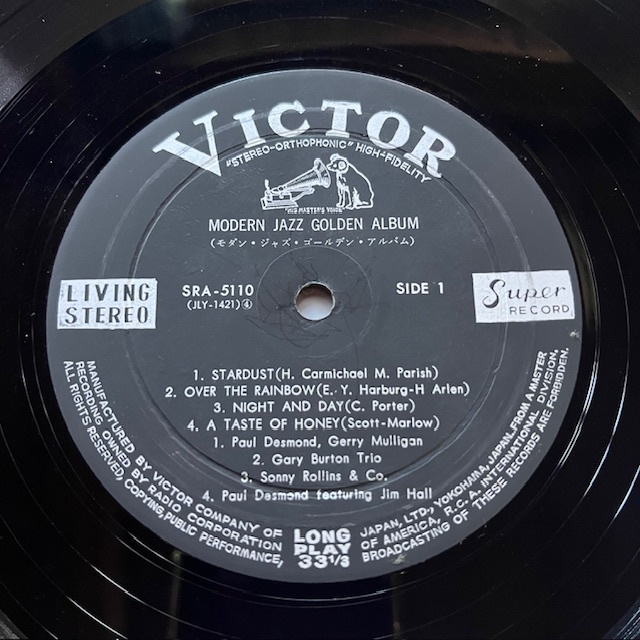 VICTOR
"STEREO-ORTHOPHONIC" HIGH-FIDELITY
"HIS MASTER'S VOICE"
MODERN JAZZ GOLDEN ALBUM
(モダン・ジャズ・ゴールデン・アルバム)
LIVING
STEREO
SRA-5110
(JLY-1421)④
SIDE 1
Super
RECORD
1. STARDUST(H. Carmichael M. Parish)
2. OVER THE RAINBOW(E. Y. Harburg-H Arlen)
3. NIGHT AND DAY(C. Porter)
4. A TASTE OF HONEY(Scott-Marlow)
1. Paul Desmond, Gerry Mulligan
2. Gary Burton Trio
3. Sonny Rollins & Co.
4. Paul Desmond featuring Jim Hall
MANUFACTURED BY VICTOR COMPANY OF JAPAN, LTD., YOKOHAMA, JAPAN, FROM A MASTER
RECORDING OWNED BY RADIO CORPORATION OF AMERICA, R.C.A. INTERNATIONAL DIVISION,
ALL RIGHTS RESERVED, COPYING, PUBLIC PERFORMANCE, BROADCASTING OF THESE RECORDS ARE FORBIDDEN.
LONG
PLAY
33 1/3